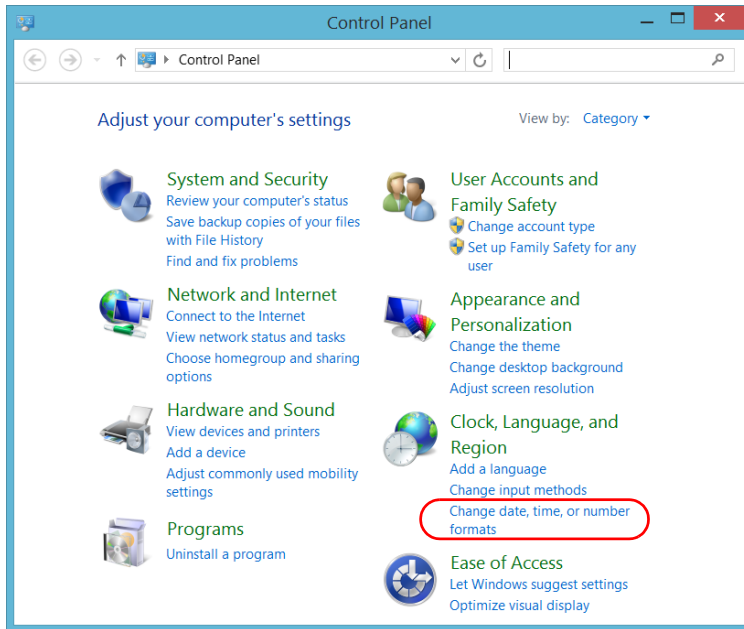 Control Panel
Control Panel
Adjust your computer's settings
View by: Category
System and Security
Review your computer's status
Save backup copies of your files
with File History
Find and fix problems
Network and Internet
Connect to the Internet
View network status and tasks
Choose homegroup and sharing
options
Hardware and Sound
View devices and printers
Add a device
Adjust commonly used mobility
settings
Programs
Uninstall a program
User Accounts and
Family Safety
Change account type
Set up Family Safety for any
user
Appearance and
Personalization
Change the theme
Change desktop background
Adjust screen resolution
Clock, Language, and
Region
Add a language
Change input methods
Change date, time, or number
formats
Ease of Access
Let Windows suggest settings
Optimize visual display